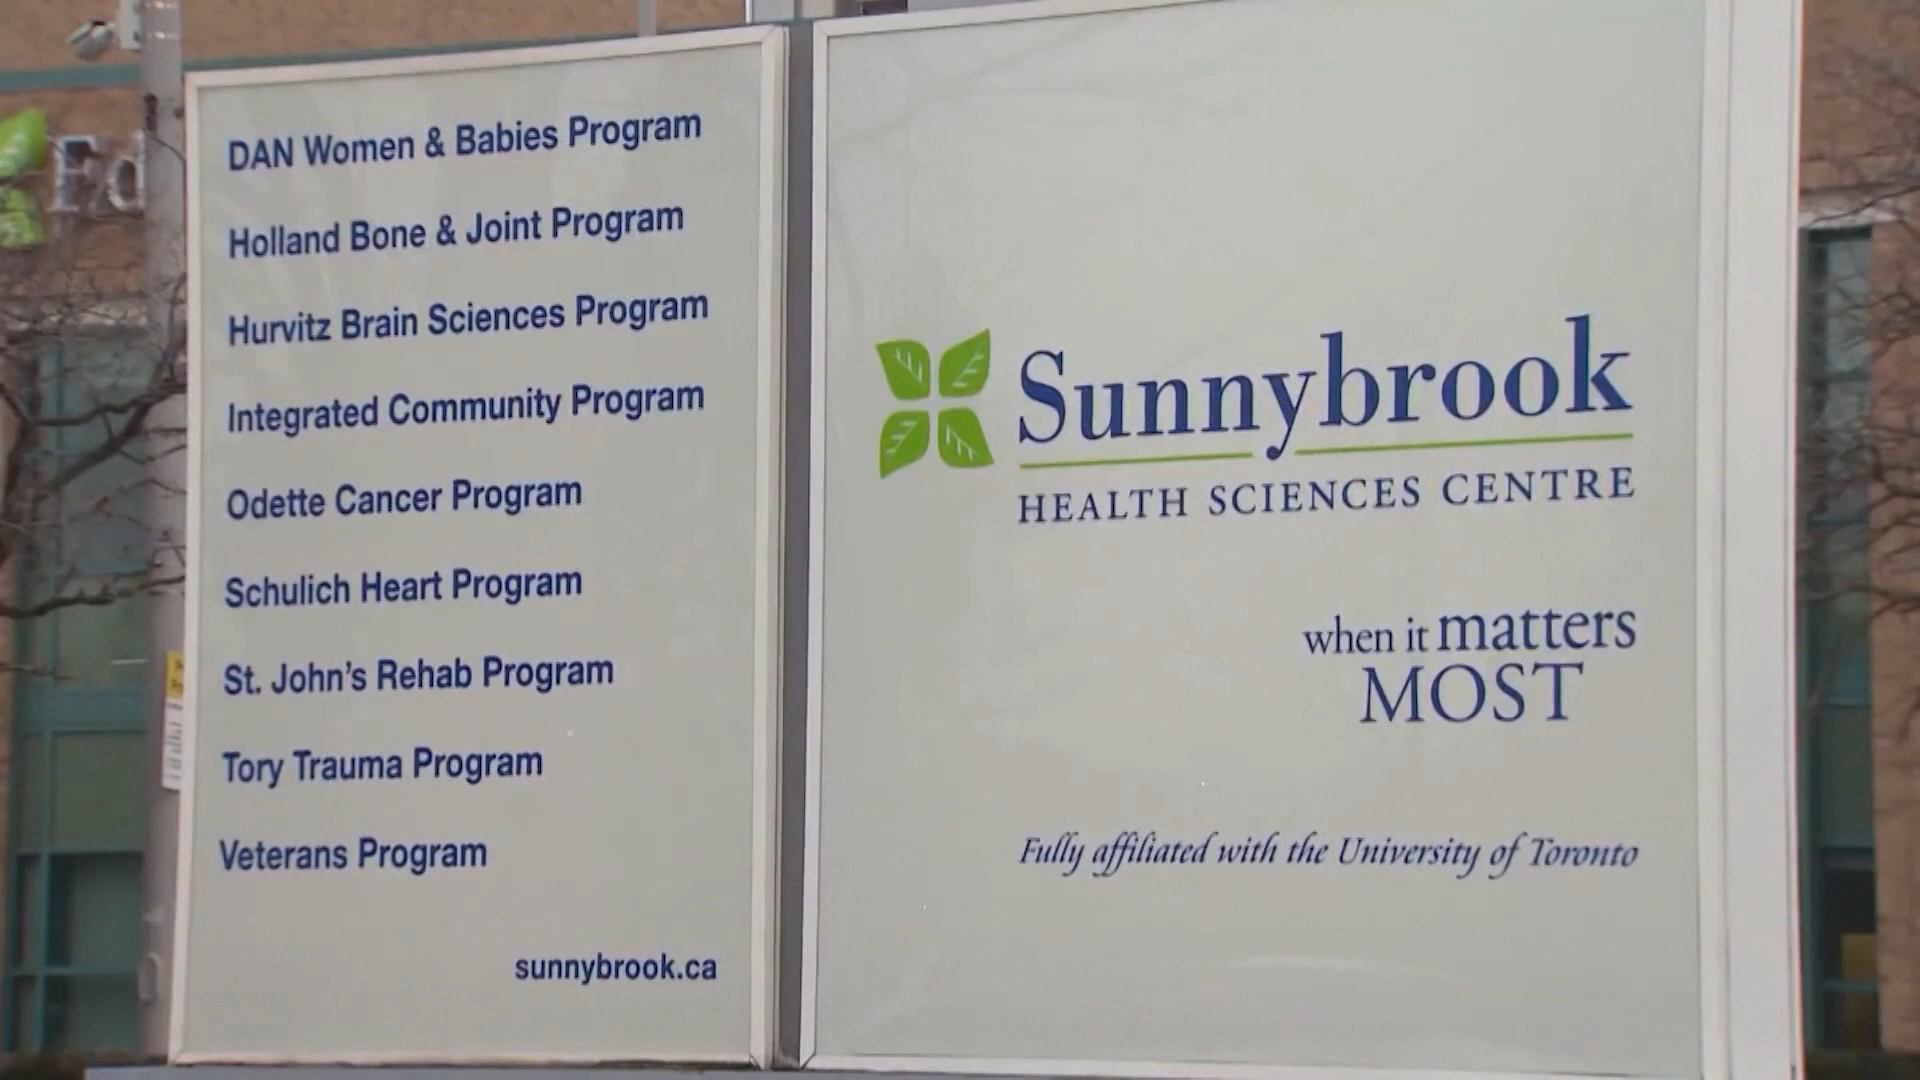 DAN Women & Babies Program
Holland Bone & Joint Program
Hurvitz Brain Sciences Program
Integrated Community Program
Odette Cancer Program
Schulich Heart Program
St. John's Rehab Program
Tory Trauma Program
Veterans Program
sunnybrook.ca
Sunnybrook
HEALTH SCIENCES CENTRE
when it matters
MOST
Fully affiliated with the University of Toronto
Ed